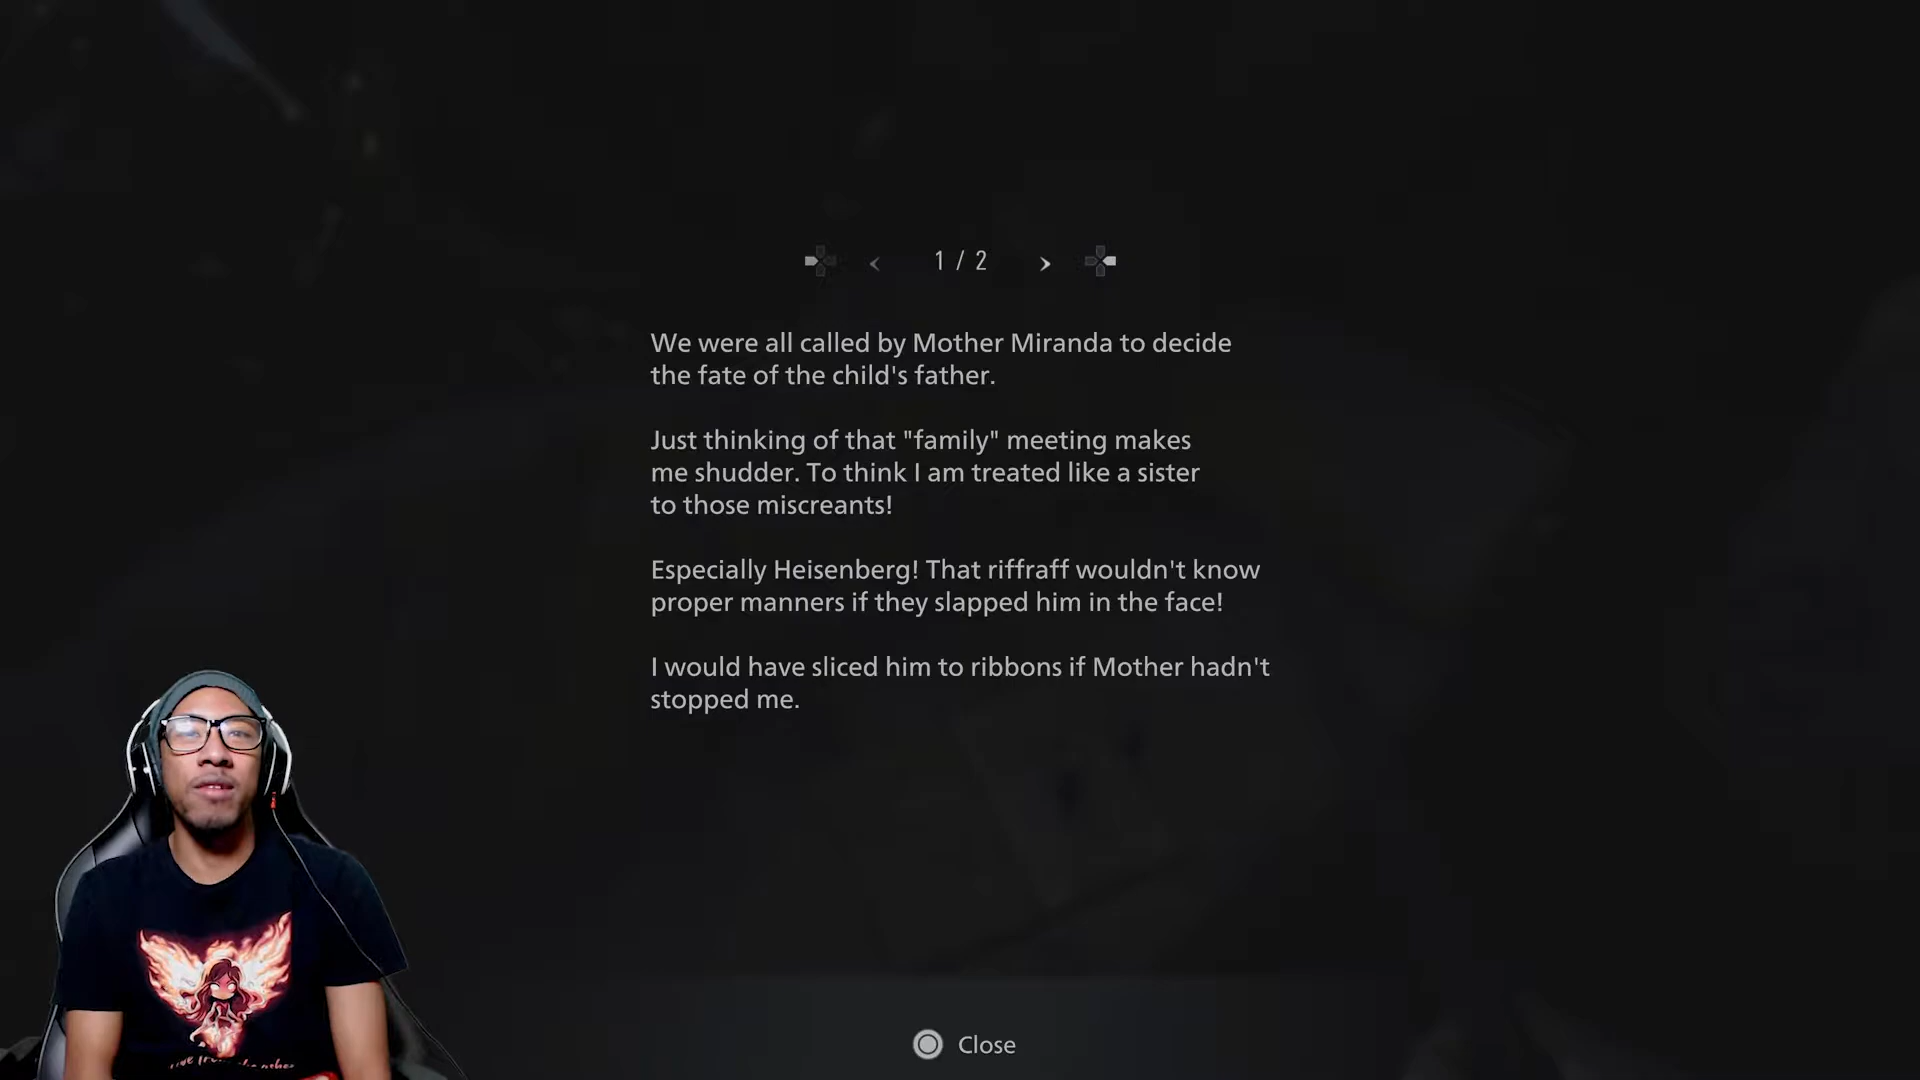 1 / 2
We were all called by Mother Miranda to decide
the fate of the child's father.
Just thinking of that "family" meeting makes
me shudder. To think I am treated like a sister
to those miscreants!
Especially Heisenberg! That riffraff wouldn't know
proper manners if they slapped him in the face!
I would have sliced him to ribbons if Mother hadn't
stopped me.
Close